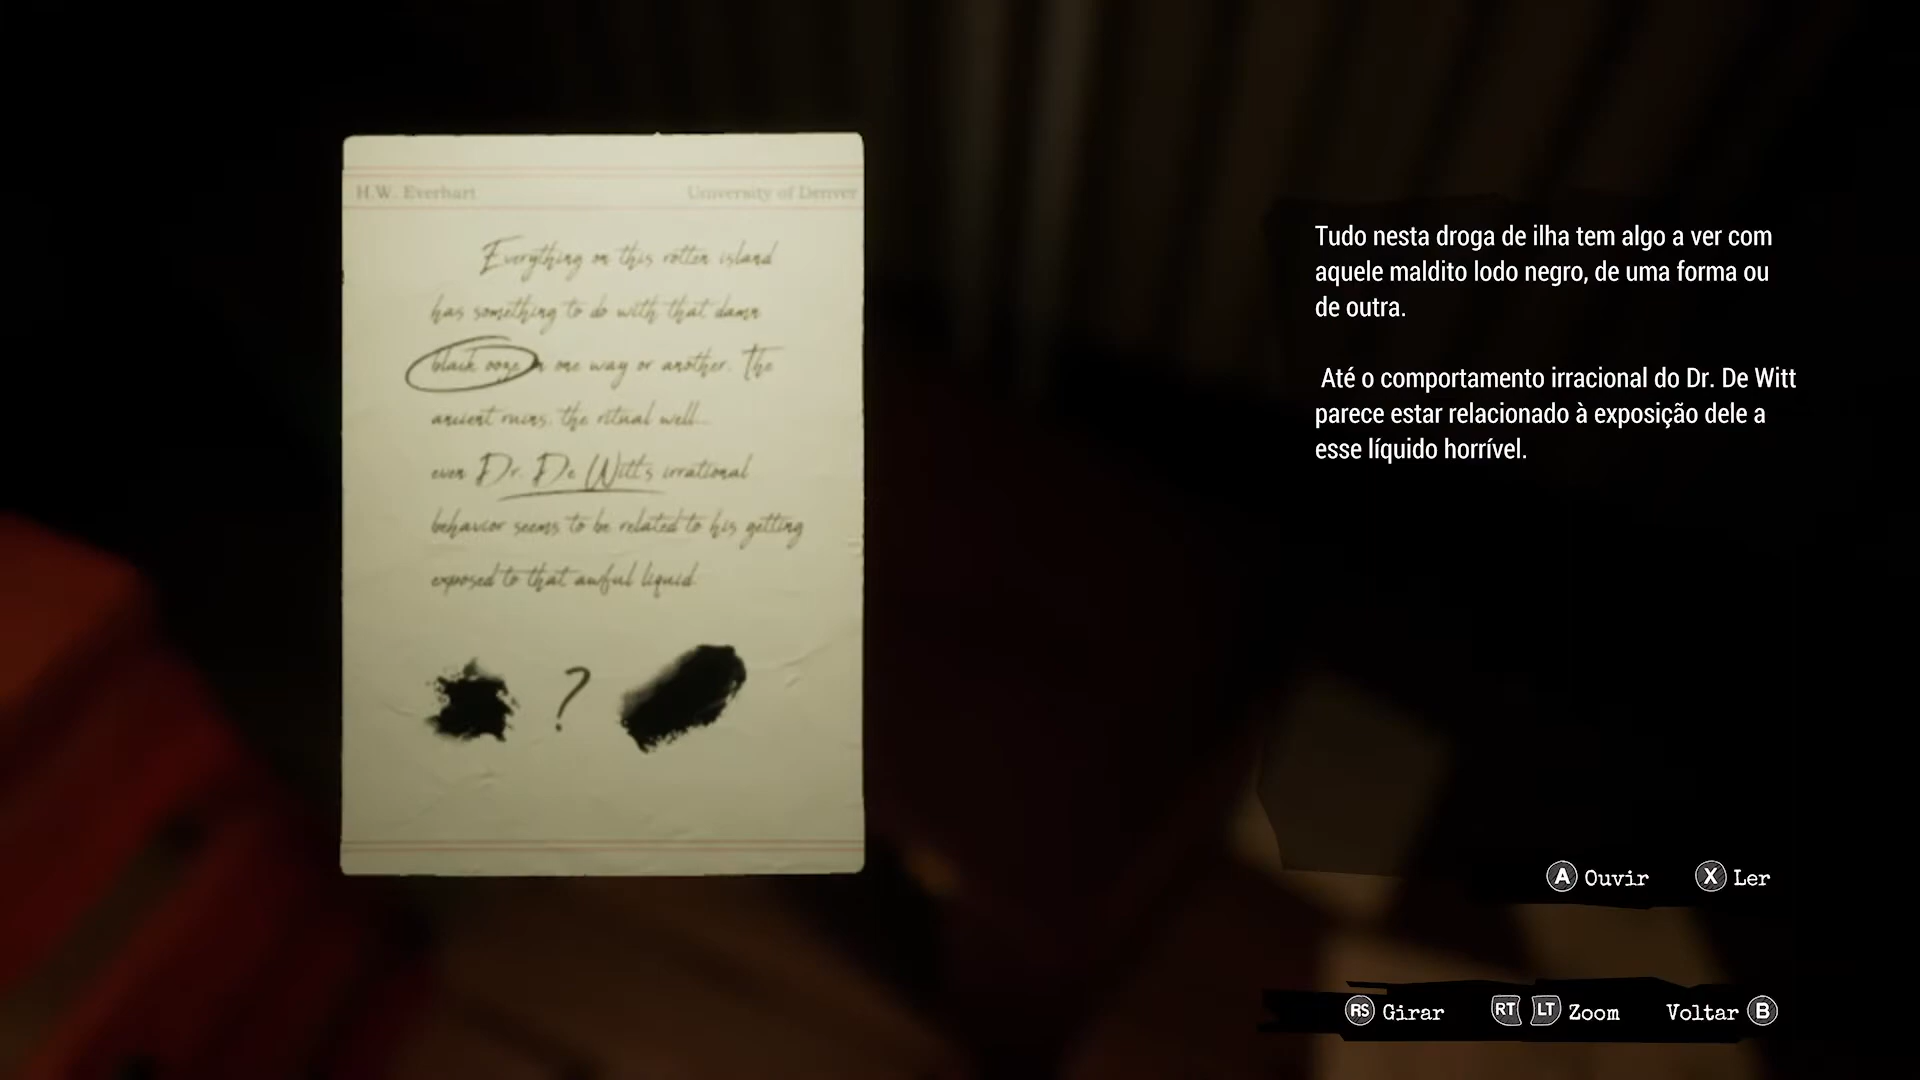 H.W. Everhart University of Denver
Everything on this rotten island
has something to do with that damn
black ooze in one way or another. The
ancient ruins, the ritual well...
even Dr. De Witt's irrational
behavior seems to be related to his getting
exposed to that awful liquid.
?
Tudo nesta droga de ilha tem algo a ver com
aquele maldito lodo negro, de uma forma ou
de outra.
Até o comportamento irracional do Dr. De Witt
parece estar relacionado à exposição dele a
esse líquido horrível.
A Ouvir X Ler
RS Girar RT LT Zoom Voltar B